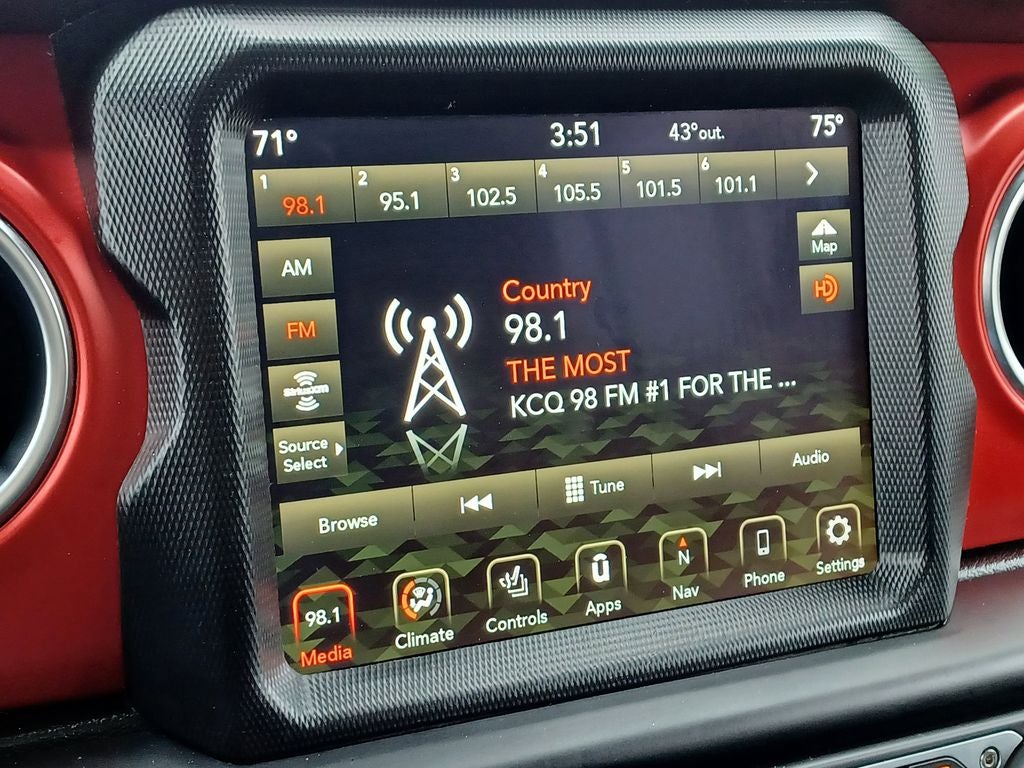 71° 3:51 43°out. 75°
1 98.1 2 95.1 3 102.5 4 105.5 5 101.5 6 101.1
Map
AM
HD
Country
FM
98.1
THE MOST
SiriusXM
KCQ 98 FM #1 FOR THE ...
Source
Select
Browse Tune Audio
98.1 N
Media Climate Controls Apps Nav Phone Settings